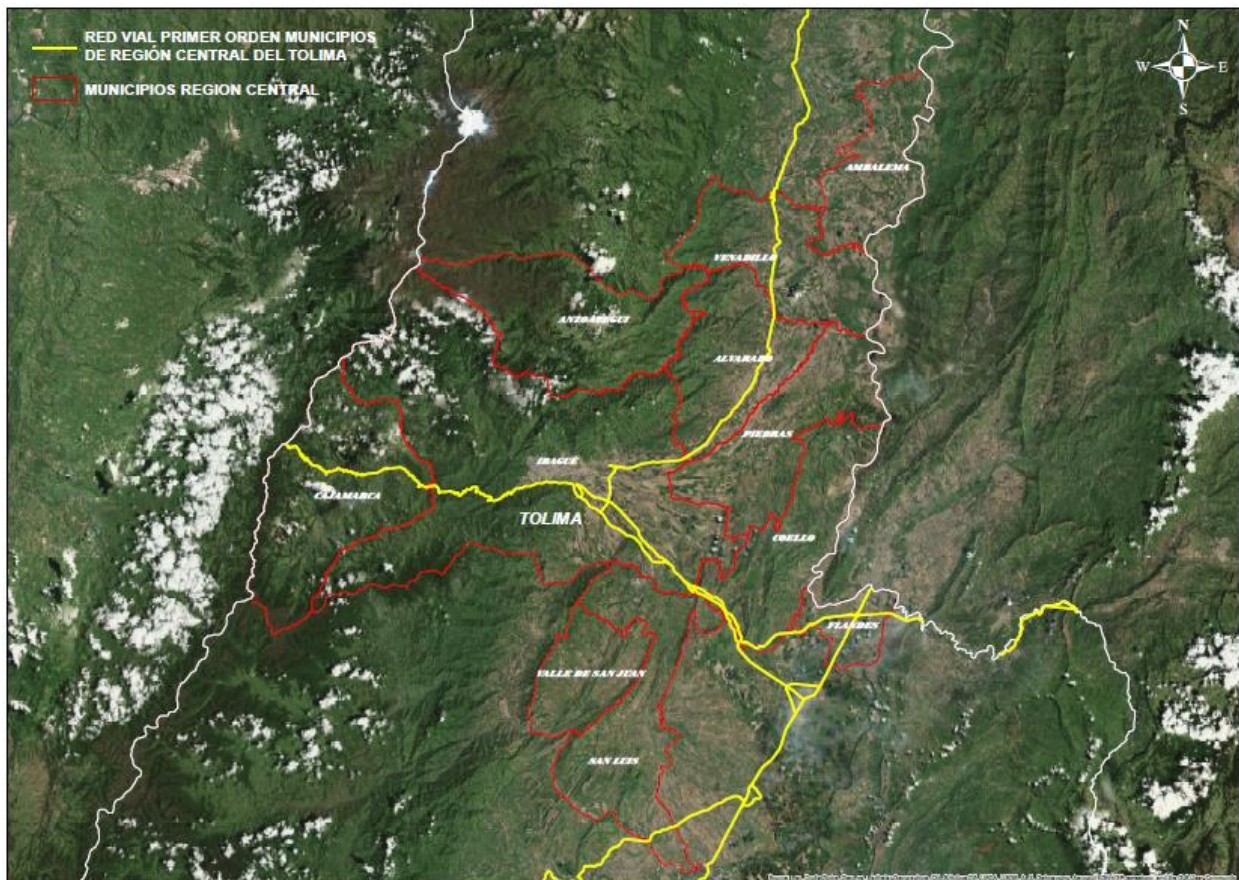 RED VIAL PRIMER ORDEN MUNICIPIOS
DE REGIÓN CENTRAL DEL TOLIMA
MUNICIPIOS REGION CENTRAL
N
W E
S
AMBALEMA
VENADILLO
ANZOÁTEGUI
ALVARADO
PIEDRAS
IBAGUÉ
CAJAMARCA
TOLIMA
COELLO
FLANDES
VALLE DE SAN JUAN
SAN LUIS